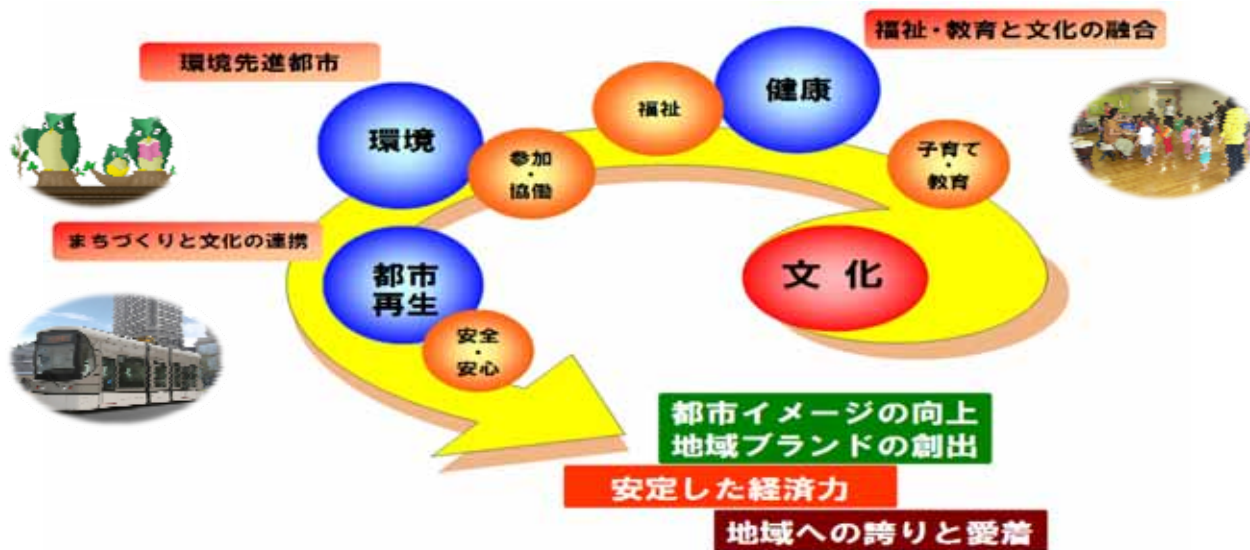 福祉・教育と文化の融合
環境先進都市
健康
福祉
環境
参加
・
協働
子育て
・
教育
まちづくりと文化の連携
都市
再生
文 化
安全
・
安心
都市イメージの向上
地域ブランドの創出
安定した経済力
地域への誇りと愛着